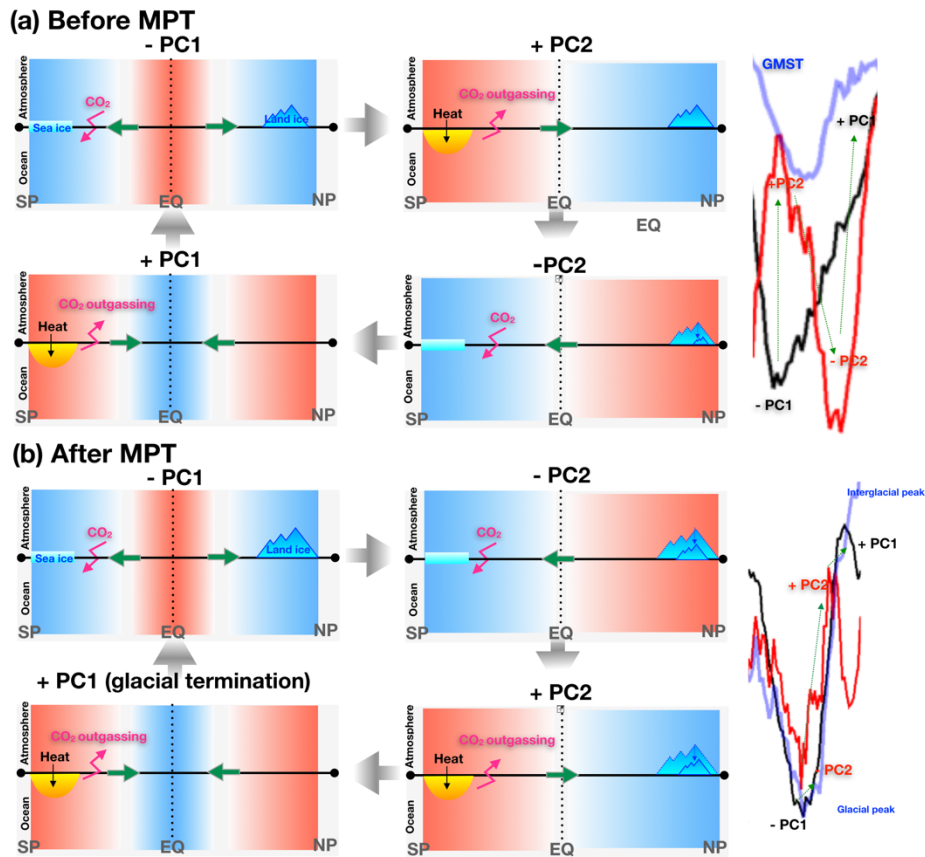 (a) Before MPT
- PC1
Atmosphere
CO₂
Sea ice
Land ice
Ocean
SP
EQ
NP
+ PC2
Atmosphere
CO₂ outgassing
Heat
Ocean
SP
EQ
NP
EQ
GMST
+ PC1
+PC2
- PC2
- PC1
+ PC1
Atmosphere
CO₂ outgassing
Heat
Ocean
SP
EQ
NP
-PC2
Atmosphere
CO₂
Ocean
SP
EQ
NP
(b) After MPT
- PC1
Atmosphere
CO₂
Sea ice
Land ice
Ocean
SP
EQ
NP
- PC2
Atmosphere
CO₂
Ocean
SP
EQ
NP
Interglacial peak
+ PC1
+ PC2
- PC2
Glacial peak
- PC1
+ PC1 (glacial termination)
Atmosphere
CO₂ outgassing
Heat
Ocean
SP
EQ
NP
+ PC2
Atmosphere
CO₂ outgassing
Heat
Ocean
SP
EQ
NP